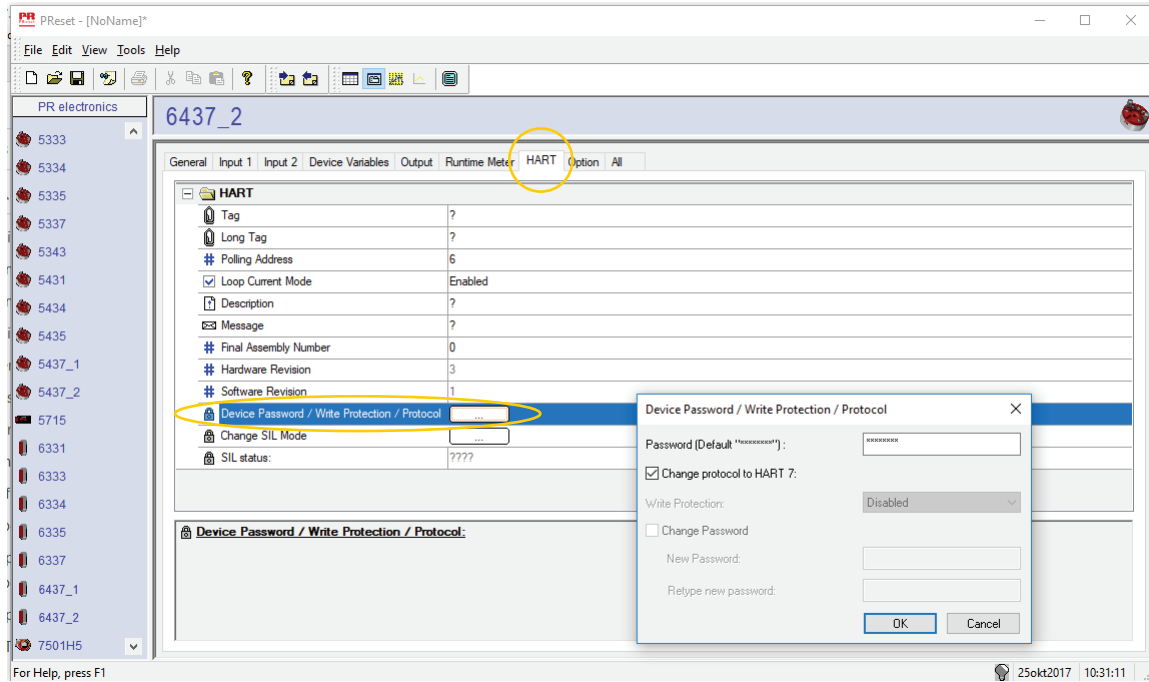 PR PReset - [NoName]*
File Edit View Tools Help
PR electronics
6437_2
5333
5334
5335
5337
5343
5431
5434
5435
5437_1
5437_2
5715
6331
6333
6334
6335
6337
6437_1
6437_2
7501H5
General Input 1 Input 2 Device Variables Output Runtime Meter HART Option All
HART
Tag ?
Long Tag ?
# Polling Address 6
Loop Current Mode Enabled
Description ?
Message ?
# Final Assembly Number 0
# Hardware Revision 3
# Software Revision 1
Device Password / Write Protection / Protocol ...
Change SIL Mode ...
SIL status: ????
Device Password / Write Protection / Protocol:
Device Password / Write Protection / Protocol
Password (Default "********") : ********
Change protocol to HART 7:
Write Protection: Disabled
Change Password
New Password:
Retype new password:
OK Cancel
For Help, press F1 25okt2017 10:31:11